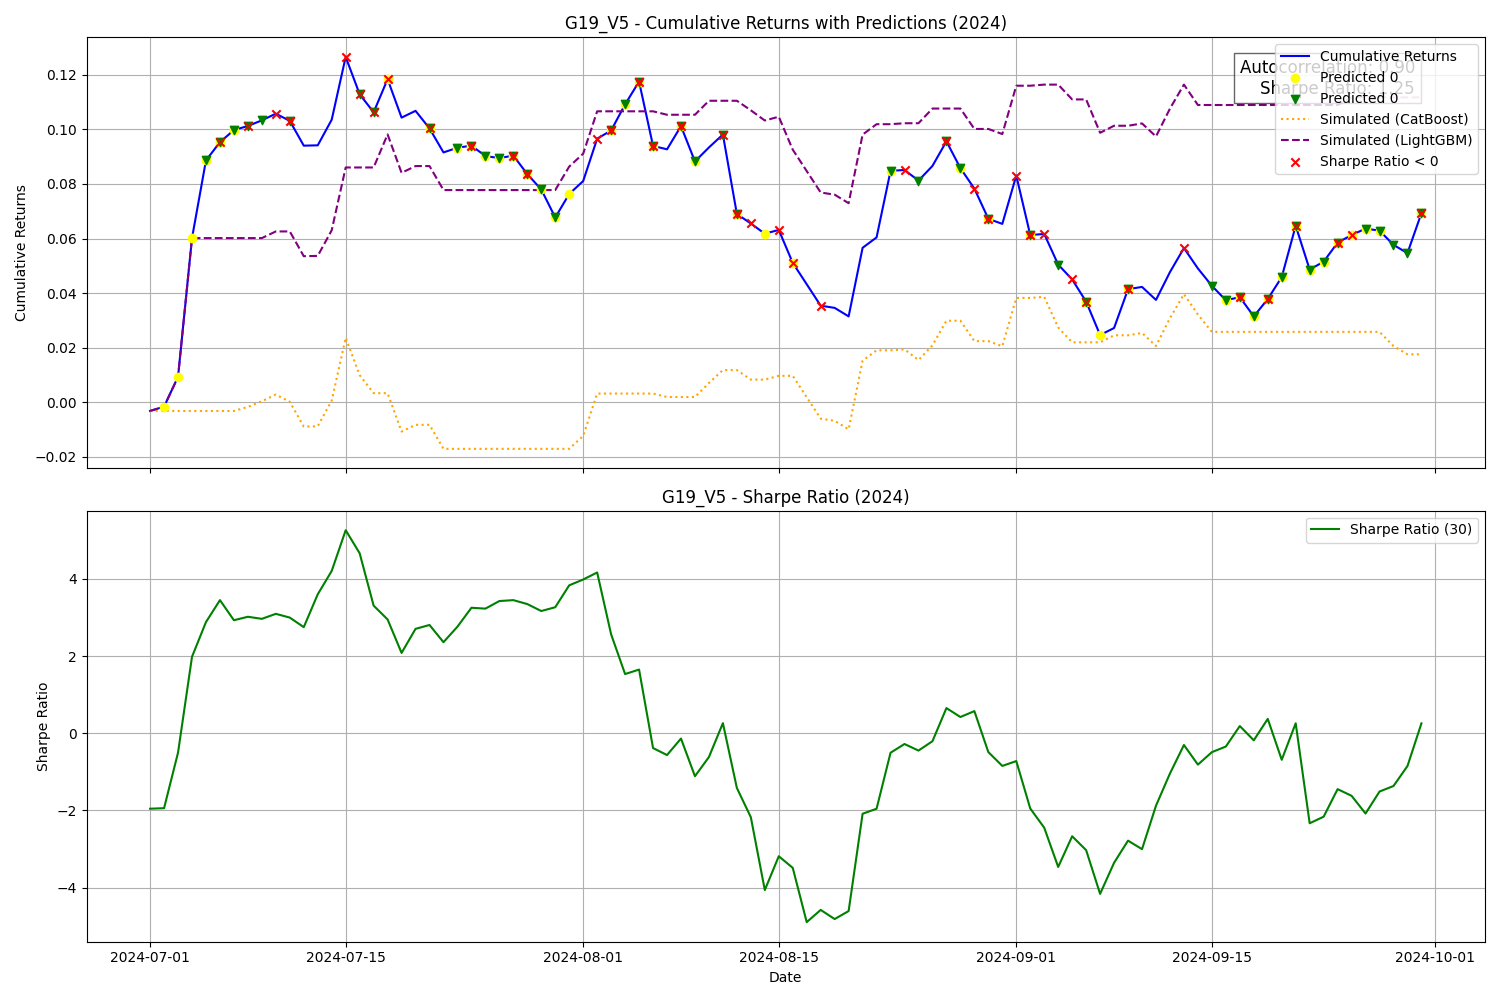 G19_V5 - Cumulative Returns with Predictions (2024)
Cumulative Returns
0.12
0.10
0.08
0.06
0.04
0.02
0.00
−0.02
Autocorrelation: 0.90
Sharpe Ratio: 1.25
Cumulative Returns
Predicted 0
Predicted 0
Simulated (CatBoost)
Simulated (LightGBM)
Sharpe Ratio < 0
G19_V5 - Sharpe Ratio (2024)
Sharpe Ratio
4
2
0
−2
−4
Sharpe Ratio (30)
2024-07-01
2024-07-15
2024-08-01
2024-08-15
2024-09-01
2024-09-15
2024-10-01
Date